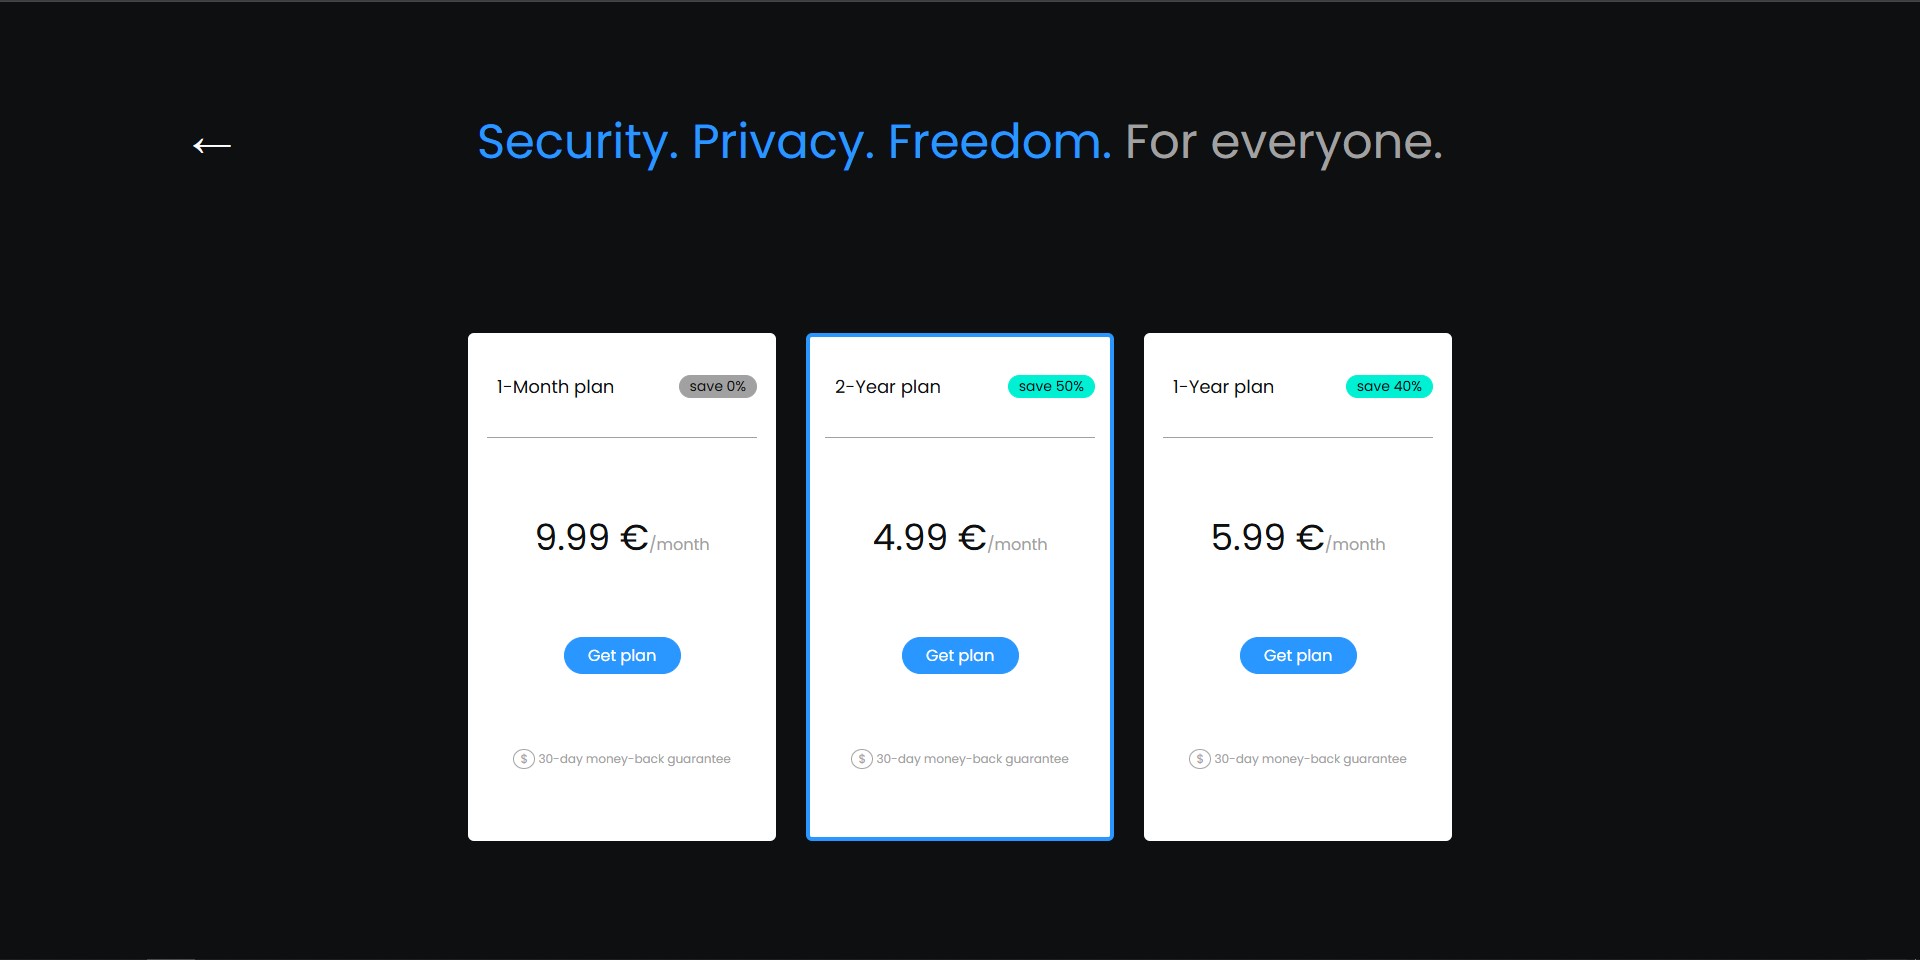 Security. Privacy. Freedom. For everyone.
1-Month plan
save 0%
9.99 €/month
Get plan
$ 30-day money-back guarantee
2-Year plan
save 50%
4.99 €/month
Get plan
$ 30-day money-back guarantee
1-Year plan
save 40%
5.99 €/month
Get plan
$ 30-day money-back guarantee